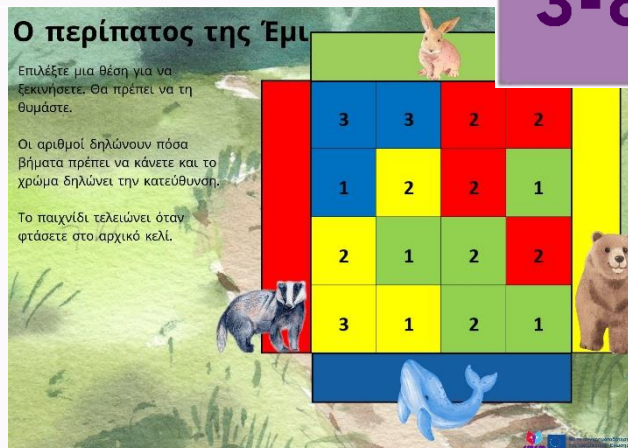 3-8
Ο περίπατος της Έμι
Επιλέξτε μια θέση για να
ξεκινήσετε. Θα πρέπει να τη
θυμάστε.
Οι αριθμοί δηλώνουν πόσα
βήματα πρέπει να κάνετε και το
χρώμα δηλώνει την κατεύθυνση.
Το παιχνίδι τελειώνει όταν
φτάσετε στο αρχικό κελί.
3 3 2 2
1 2 2 1
2 1 2 2
3 1 2 1